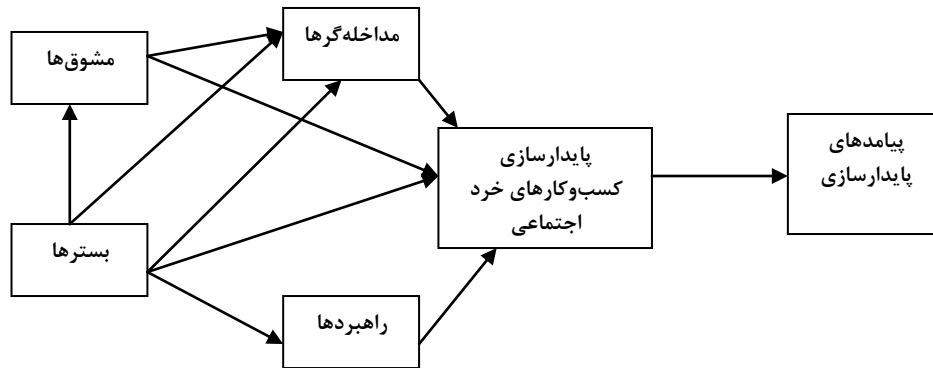 مداخله‌گرها
مشوق‌ها
پایدارسازی
کسب‌وکارهای خرد
اجتماعی
پیامدهای
پایدارسازی
بسترها
راهبردها